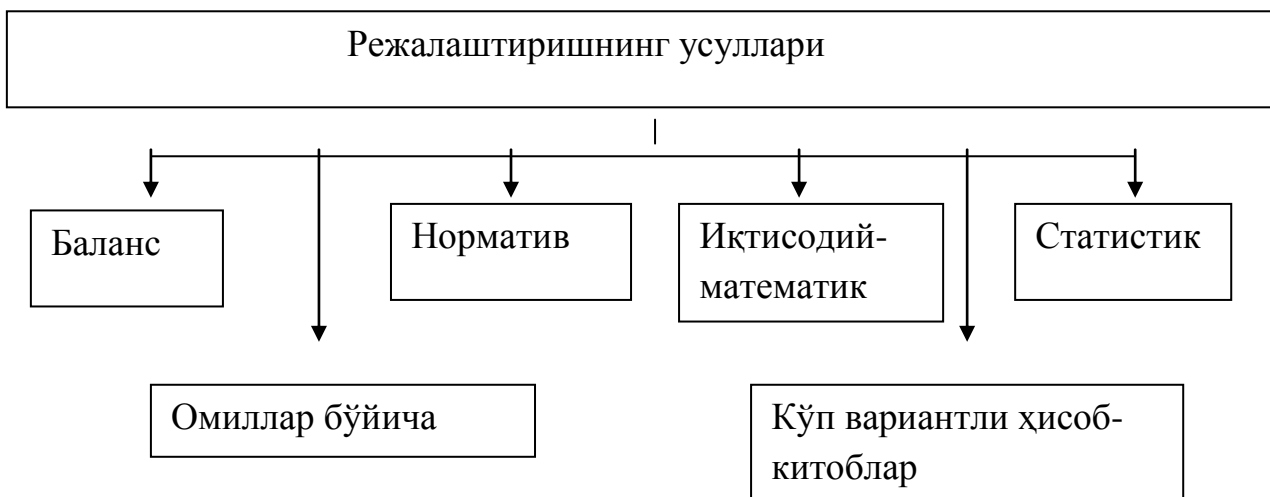 Режалаштиришнинг усуллари
Баланс
Норматив
Иқтисодий-
математик
Статистик
Омиллар бўйича
Кўп вариантли ҳисоб-
китоблар